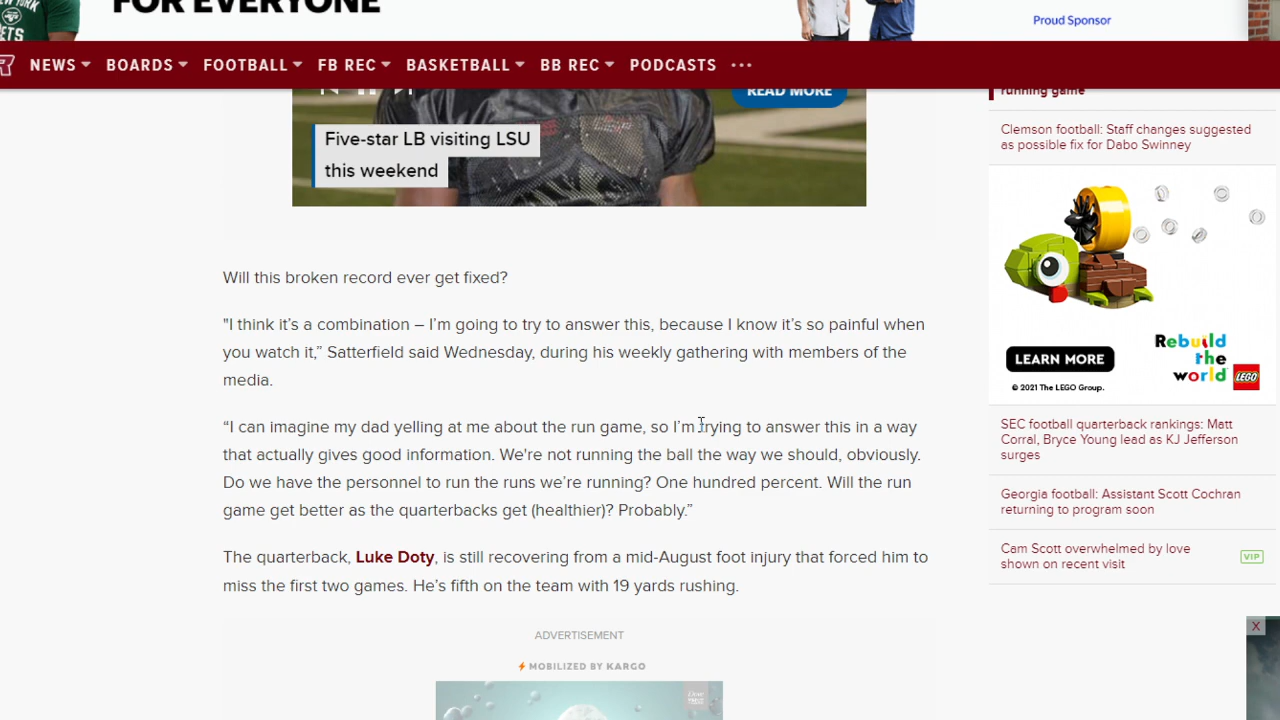 FOR EVERYONE
Proud Sponsor
NEWS BOARDS FOOTBALL FB REC BASKETBALL BB REC PODCASTS
READ MORE
Five-star LB visiting LSU
this weekend
running game
Clemson football: Staff changes suggested
as possible fix for Dabo Swinney
Will this broken record ever get fixed?
"I think it’s a combination – I’m going to try to answer this, because I know it’s so painful when
you watch it,” Satterfield said Wednesday, during his weekly gathering with members of the
media.
“I can imagine my dad yelling at me about the run game, so I’m trying to answer this in a way
that actually gives good information. We're not running the ball the way we should, obviously.
Do we have the personnel to run the runs we’re running? One hundred percent. Will the run
game get better as the quarterbacks get (healthier)? Probably.”
The quarterback, Luke Doty, is still recovering from a mid-August foot injury that forced him to
miss the first two games. He’s fifth on the team with 19 yards rushing.
ADVERTISEMENT
MOBILIZED BY KARGO
LEARN MORE
Rebuild
the
world
LEGO
© 2021 The LEGO Group.
SEC football quarterback rankings: Matt
Corral, Bryce Young lead as KJ Jefferson
surges
Georgia football: Assistant Scott Cochran
returning to program soon
Cam Scott overwhelmed by love
shown on recent visit
VIP
X